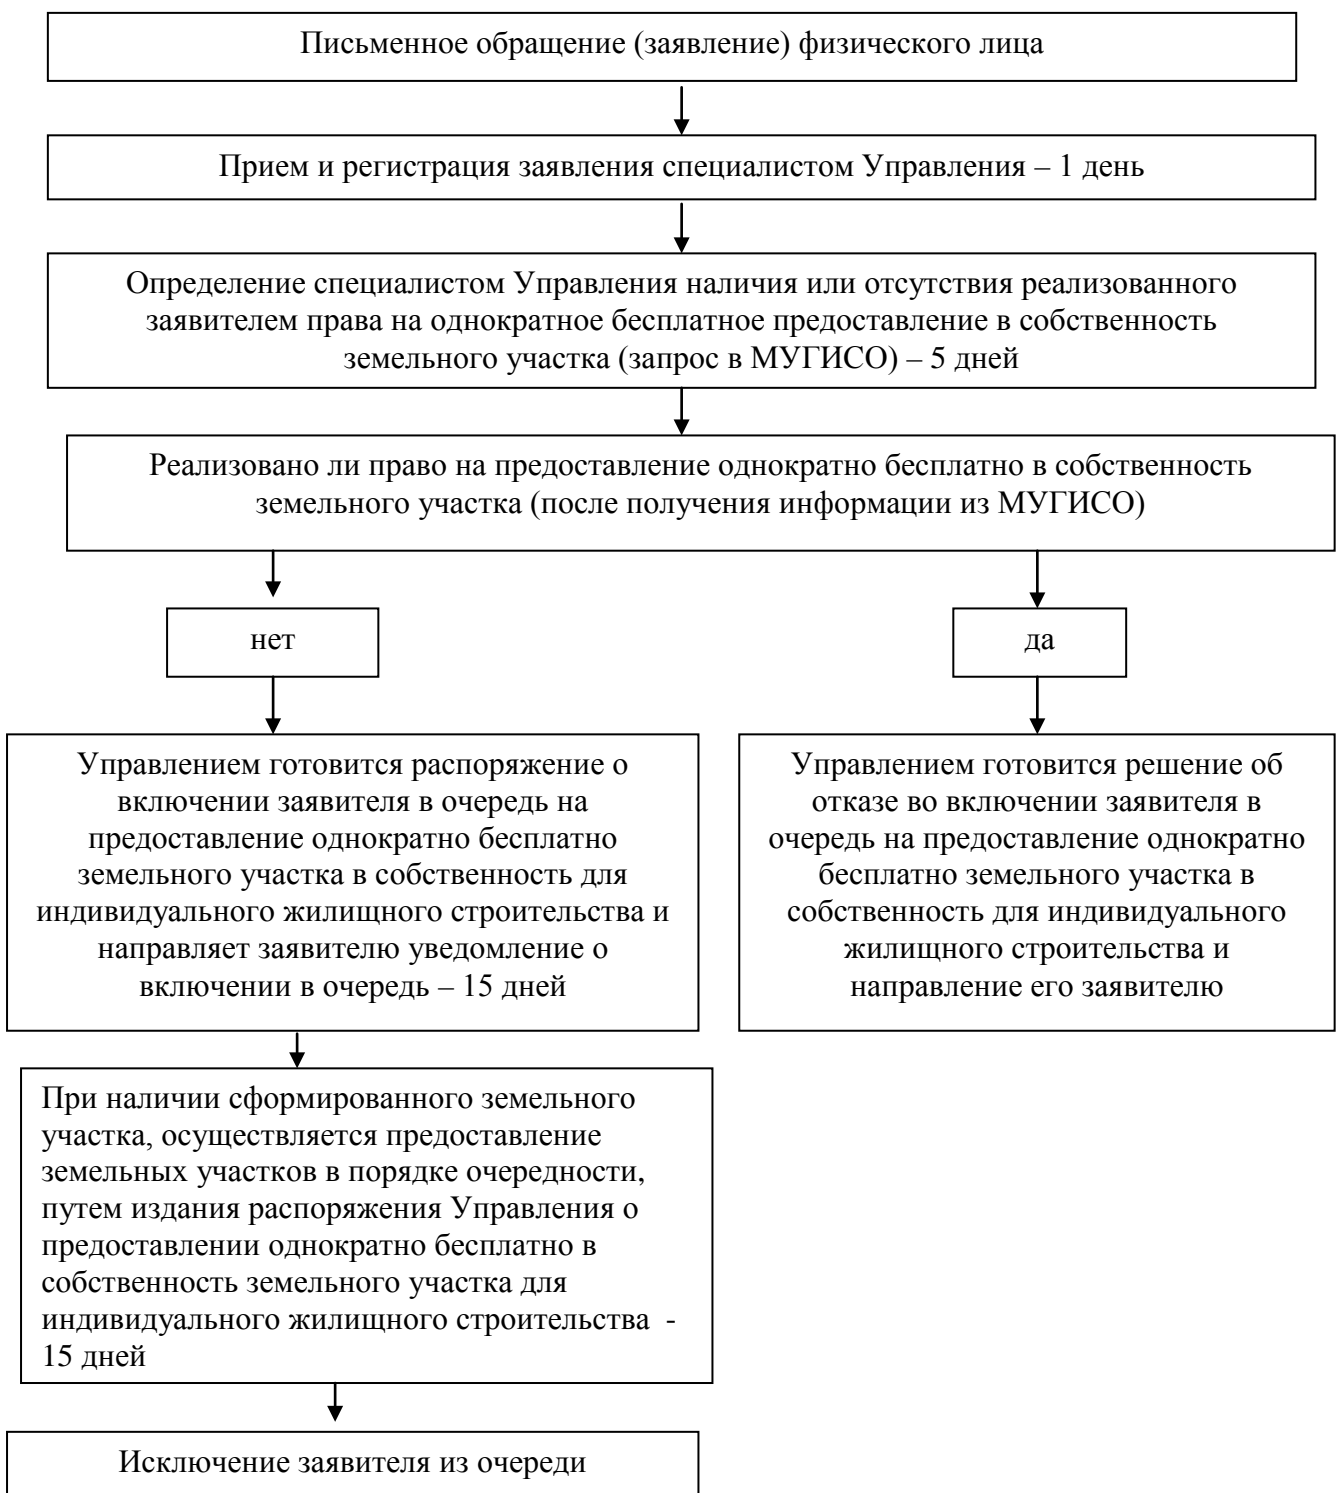 Письменное обращение (заявление) физического лица
Прием и регистрация заявления специалистом Управления – 1 день
Определение специалистом Управления наличия или отсутствия реализованного
заявителем права на однократное бесплатное предоставление в собственность
земельного участка (запрос в МУГИСО) – 5 дней
Реализовано ли право на предоставление однократно бесплатно в собственность
земельного участка (после получения информации из МУГИСО)
нет
да
Управлением готовится распоряжение о
включении заявителя в очередь на
предоставление однократно бесплатно
земельного участка в собственность для
индивидуального жилищного строительства и
направляет заявителю уведомление о
включении в очередь – 15 дней
Управлением готовится решение об
отказе во включении заявителя в
очередь на предоставление однократно
бесплатно земельного участка в
собственность для индивидуального
жилищного строительства и
направление его заявителю
При наличии сформированного земельного
участка, осуществляется предоставление
земельных участков в порядке очередности,
путем издания распоряжения Управления о
предоставлении однократно бесплатно в
собственность земельного участка для
индивидуального жилищного строительства -
15 дней
Исключение заявителя из очереди